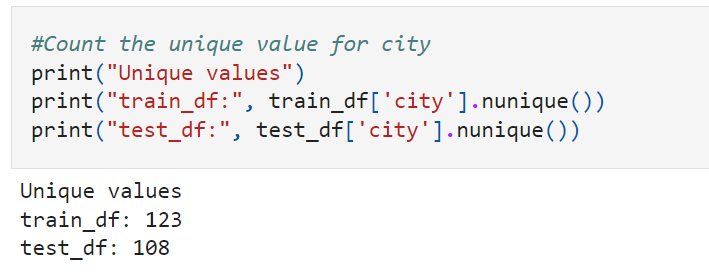 #Count the unique value for city
print("Unique values")
print("train_df:", train_df['city'].nunique())
print("test_df:", test_df['city'].nunique())
Unique values
train_df: 123
test_df: 108